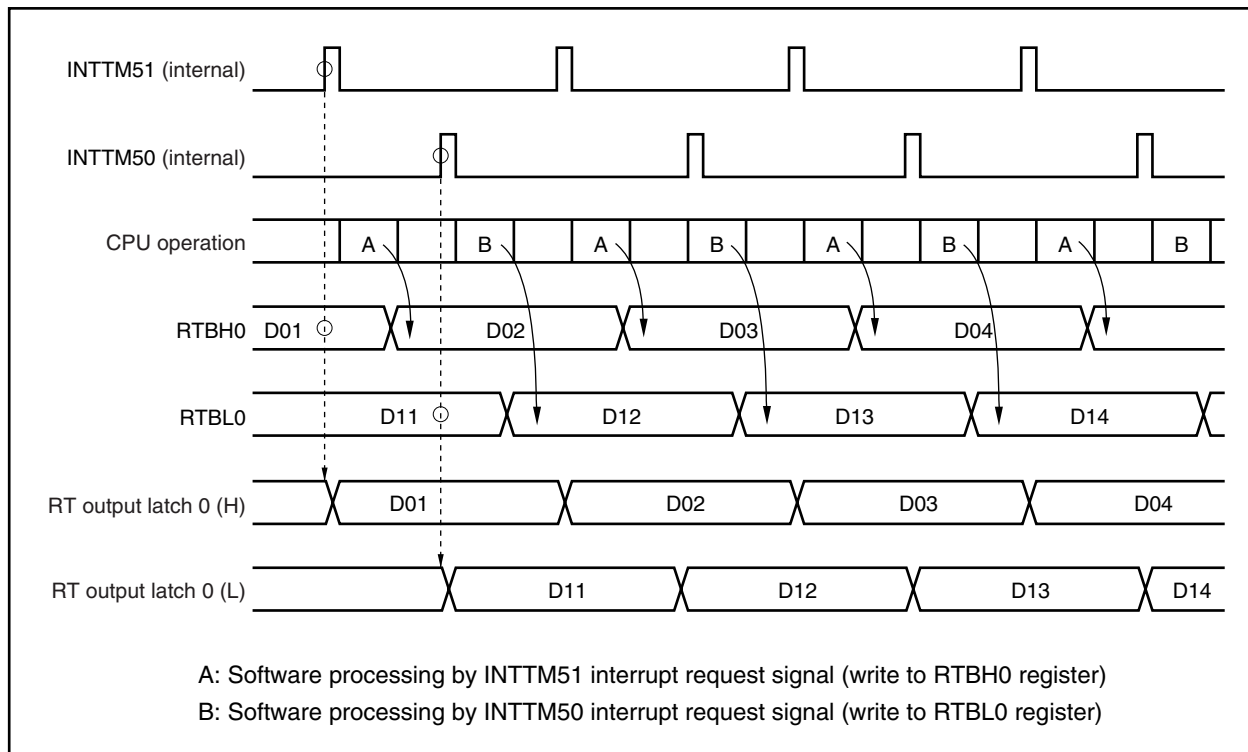 INTTM51 (internal)
INTTM50 (internal)
CPU operation A B A B A B A B
RTBH0 D01 D02 D03 D04
RTBL0 D11 D12 D13 D14
RT output latch 0 (H) D01 D02 D03 D04
RT output latch 0 (L) D11 D12 D13 D14
A: Software processing by INTTM51 interrupt request signal (write to RTBH0 register)
B: Software processing by INTTM50 interrupt request signal (write to RTBL0 register)